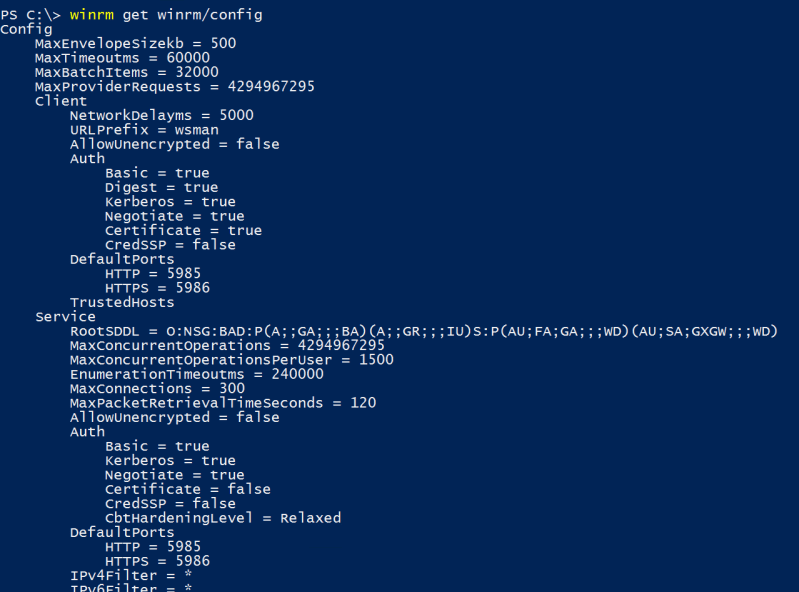 PS C:\> winrm get winrm/config
Config
    MaxEnvelopeSizekb = 500
    MaxTimeoutms = 60000
    MaxBatchItems = 32000
    MaxProviderRequests = 4294967295
    Client
        NetworkDelayms = 5000
        URLPrefix = wsman
        AllowUnencrypted = false
        Auth
            Basic = true
            Digest = true
            Kerberos = true
            Negotiate = true
            Certificate = true
            CredSSP = false
        DefaultPorts
            HTTP = 5985
            HTTPS = 5986
        TrustedHosts
    Service
        RootSDDL = O:NSG:BAD:P(A;;GA;;;BA)(A;;GR;;;IU)S:P(AU;FA;GA;;;WD)(AU;SA;GXGW;;;WD)
        MaxConcurrentOperations = 4294967295
        MaxConcurrentOperationsPerUser = 1500
        EnumerationTimeoutms = 240000
        MaxConnections = 300
        MaxPacketRetrievalTimeSeconds = 120
        AllowUnencrypted = false
        Auth
            Basic = true
            Kerberos = true
            Negotiate = true
            Certificate = false
            CredSSP = false
            CbtHardeningLevel = Relaxed
        DefaultPorts
            HTTP = 5985
            HTTPS = 5986
        IPv4Filter = *
        IPv6Filter = *